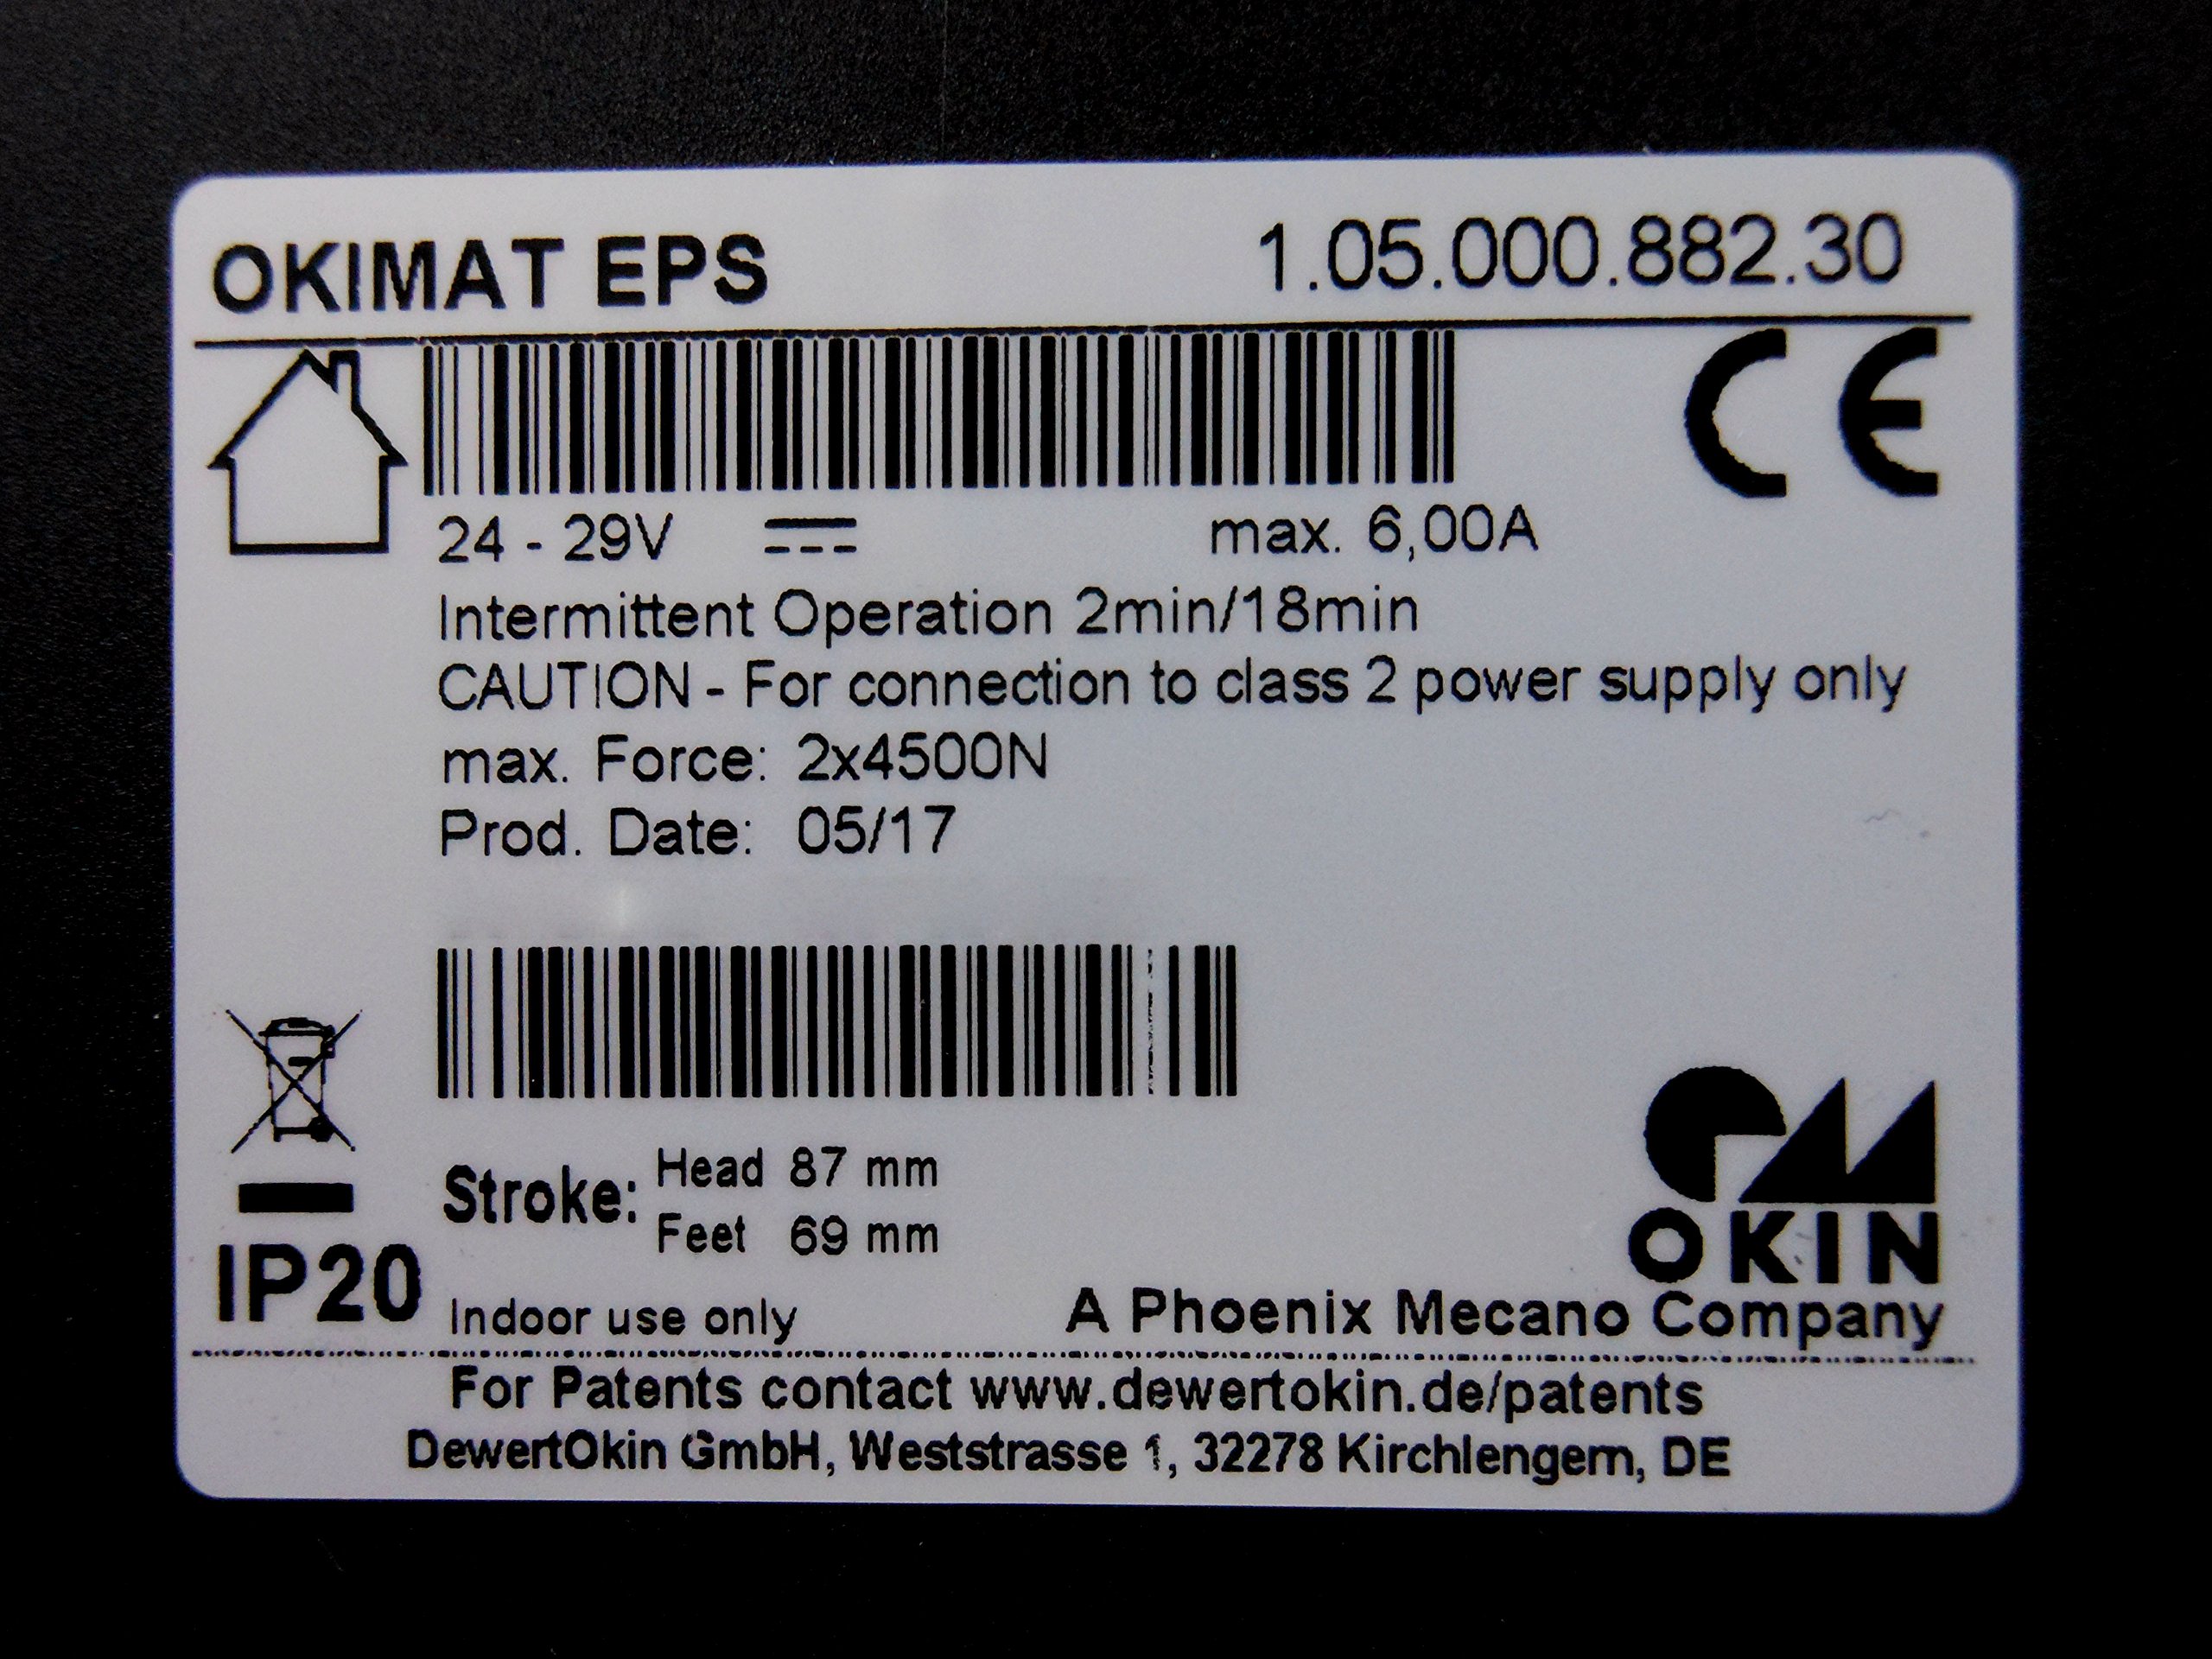 OKIMAT EPS 1.05.000.882.30
CE
24 - 29V max. 6,00A
Intermittent Operation 2min/18min
CAUTION - For connection to class 2 power supply only
max. Force: 2x4500N
Prod. Date: 05/17
Stroke: Head 87 mm
Feet 69 mm
OKIN
IP20 Indoor use only A Phoenix Mecano Company
For Patents contact www.dewertokin.de/patents
DewertOkin GmbH, Weststrasse 1, 32278 Kirchlengern, DE